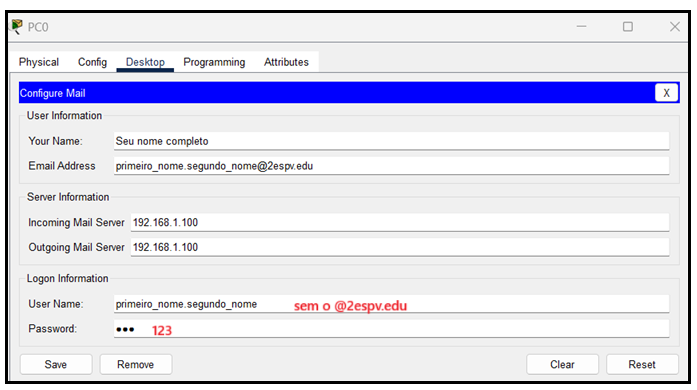 PC0
Physical Config Desktop Programming Attributes
Configure Mail X
User Information
Your Name: Seu nome completo
Email Address primeiro_nome.segundo_nome@2espv.edu
Server Information
Incoming Mail Server 192.168.1.100
Outgoing Mail Server 192.168.1.100
Logon Information
User Name: primeiro_nome.segundo_nome sem o @2espv.edu
Password: ••• 123
Save Remove Clear Reset